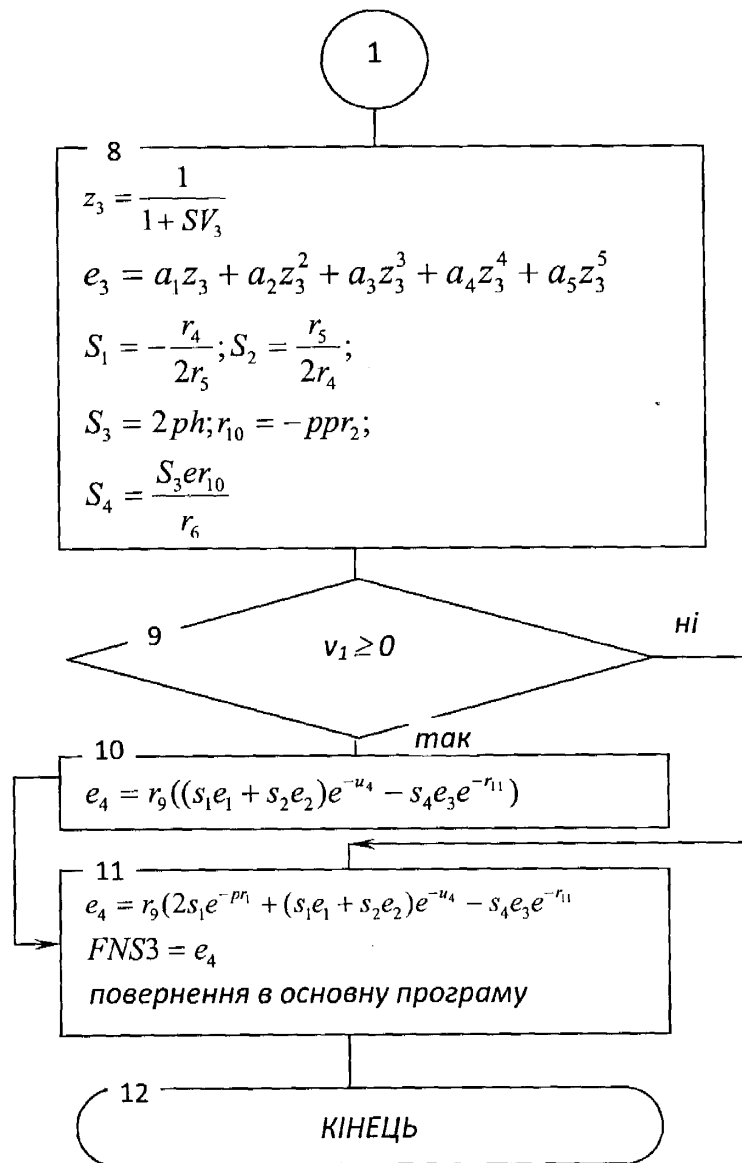 1
8
z₃ = 1 / (1 + SV₃)
e₃ = a₁z₃ + a₂z₃² + a₃z₃³ + a₄z₃⁴ + a₅z₃⁵
S₁ = −r₄ / 2r₅; S₂ = r₅ / 2r₄;
S₃ = 2ph; r₁₀ = −ppr₂;
S₄ = S₃er₁₀ / r₆
9
v₁ ≥ 0
ні
так
10
e₄ = r₉((s₁e₁ + s₂e₂)e^(−u₄) − s₄e₃e^(−r₁₁))
11
e₄ = r₉(2s₁e^(−pr₁) + (s₁e₁ + s₂e₂)e^(−u₄) − s₄e₃e^(−r₁₁)
FNS3 = e₄
повернення в основну програму
12
КІНЕЦЬ